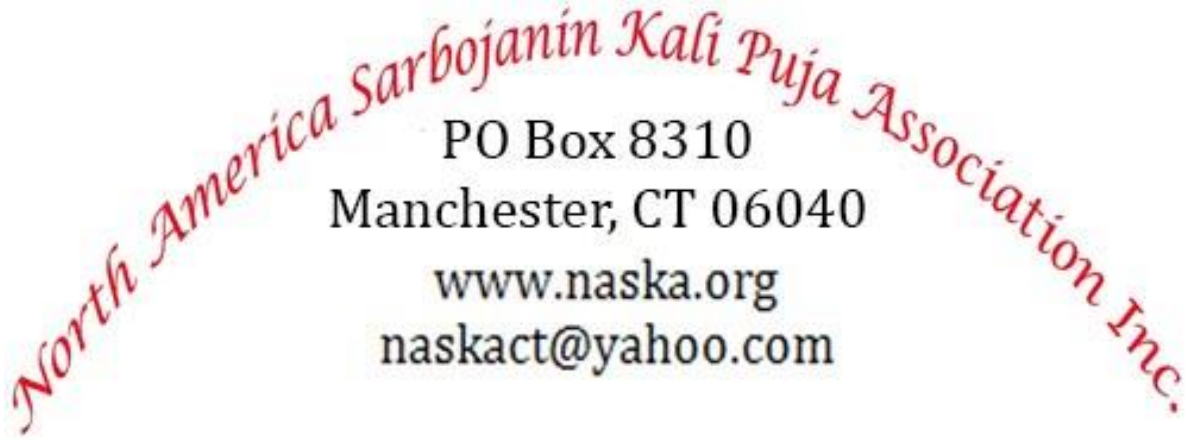 North America Sarbojanin Kali Puja Association Inc.
PO Box 8310
Manchester, CT 06040
www.naska.org
naskact@yahoo.com